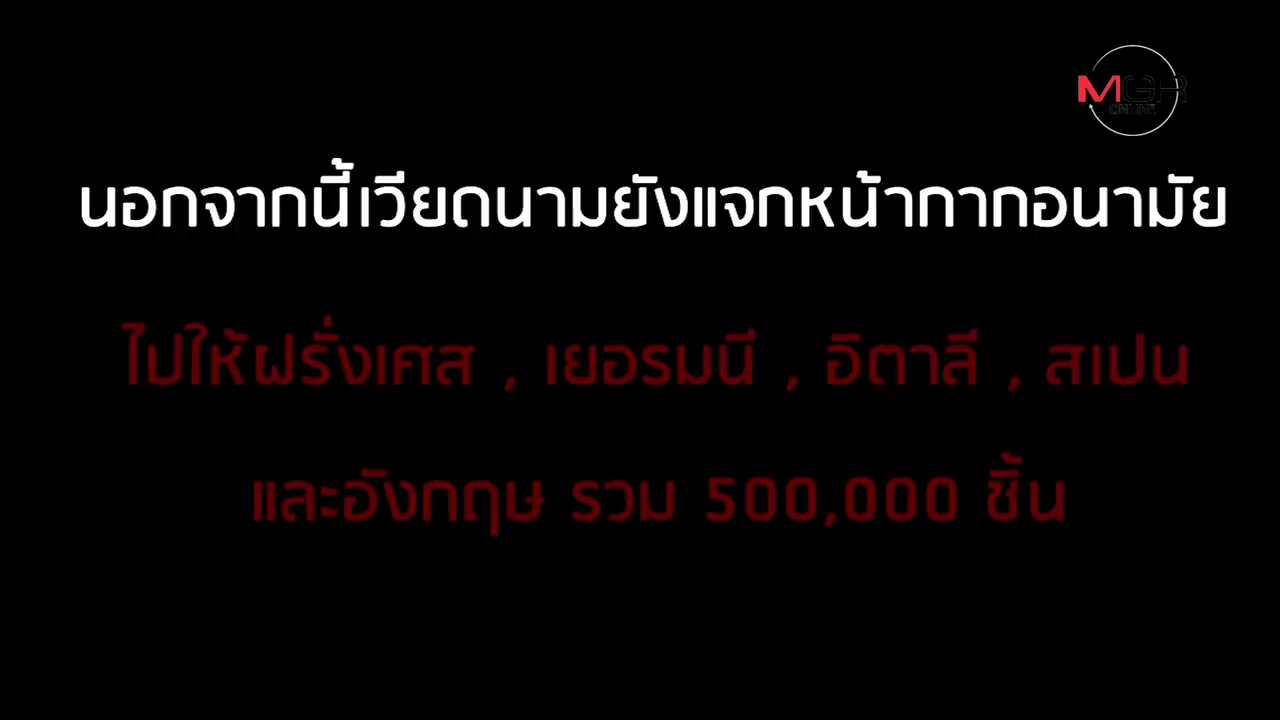 MGR
ONLINE
นอกจากนี้เวียดนามยังแจกหน้ากากอนามัย
ไปให้ฝรั่งเศส , เยอรมนี , อิตาลี , สเปน
และอังกฤษ รวม 500,000 ชิ้น